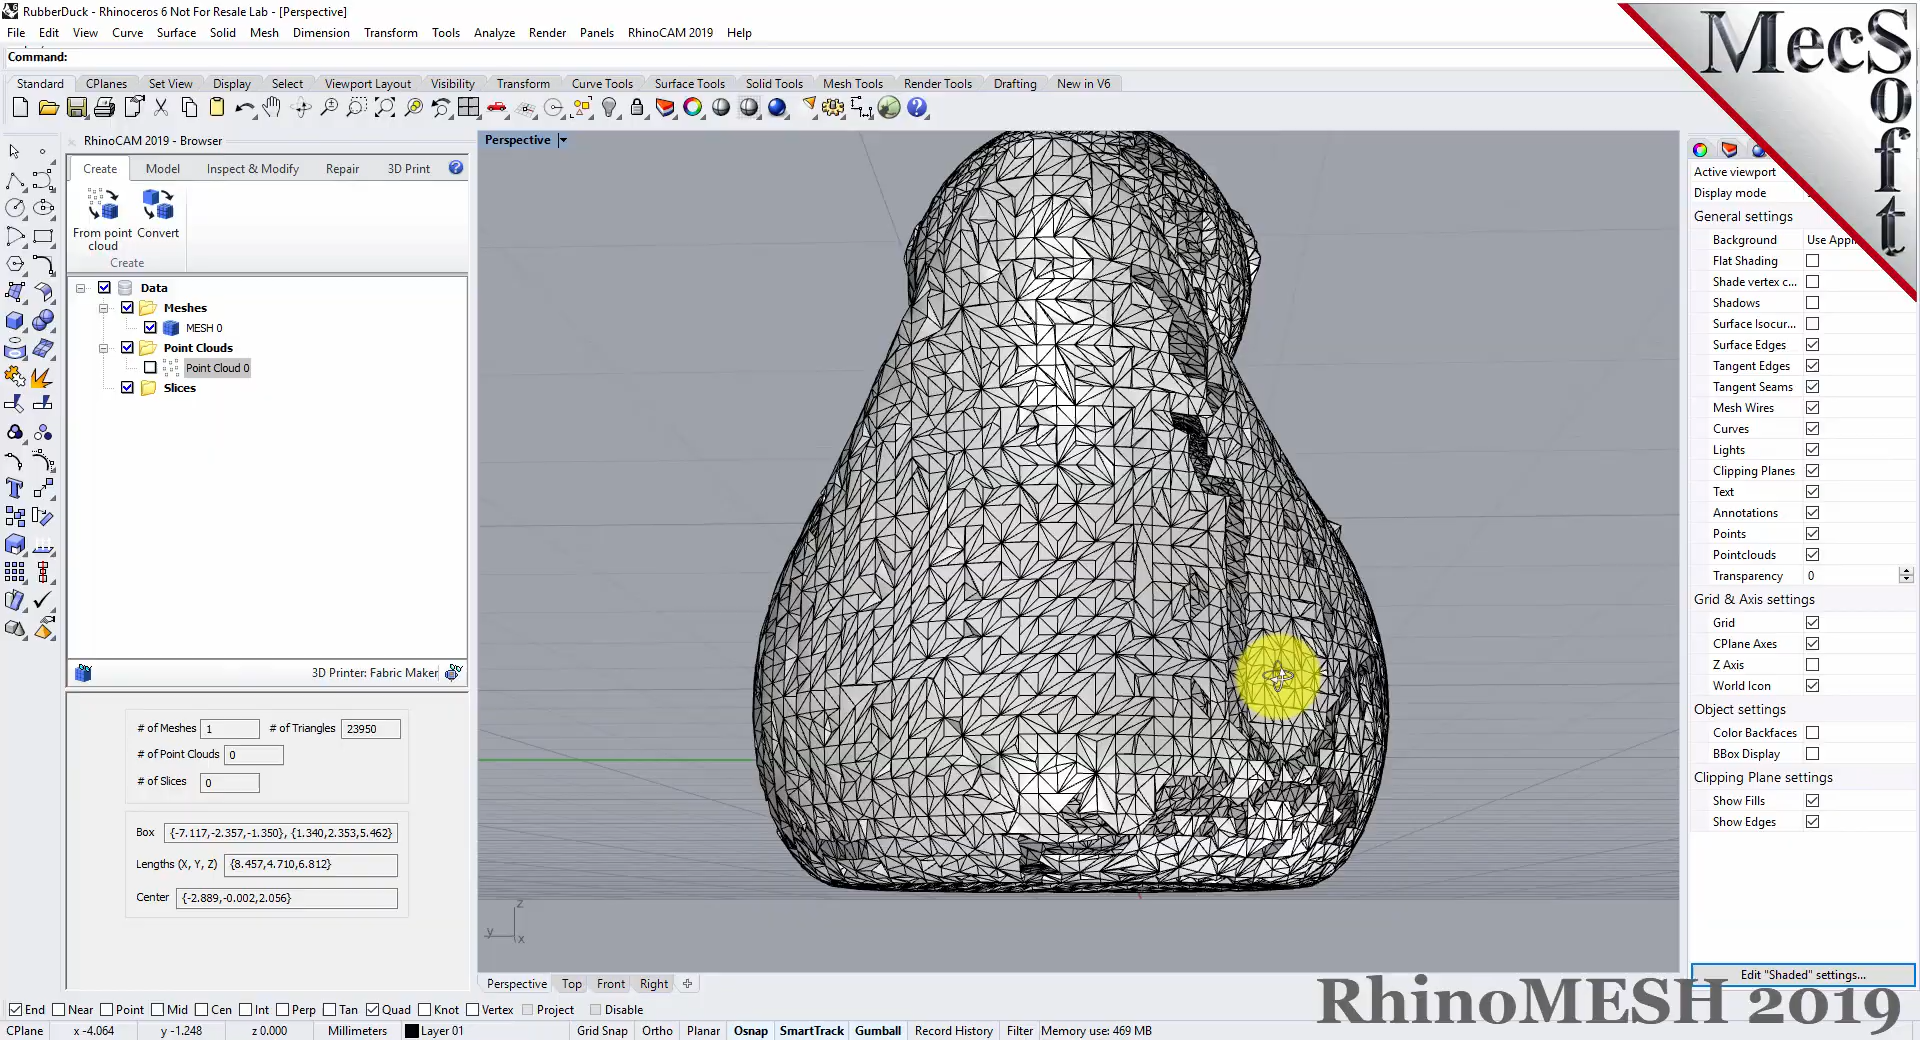 RubberDuck - Rhinoceros 6 Not For Resale Lab - [Perspective]
File Edit View Curve Surface Solid Mesh Dimension Transform Tools Analyze Render Panels RhinoCAM 2019 Help
Command:
Standard CPlanes Set View Display Select Viewport Layout Visibility Transform Curve Tools Surface Tools Solid Tools Mesh Tools Render Tools Drafting New in V6
MecSoft
RhinoCAM 2019 - Browser
Create Model Inspect & Modify Repair 3D Print
From point cloud
Convert
Create
Data
Meshes
MESH 0
Point Clouds
Point Cloud 0
Slices
3D Printer: Fabric Maker
# of Meshes 1 # of Triangles 23950
# of Point Clouds 0
# of Slices 0
Box {-7.117,-2.357,-1.350}, {1.340,2.353,5.462}
Lengths (X, Y, Z) {8.457,4.710,6.812}
Center {-2.889,-0.002,2.056}
Perspective
z
y
x
Active viewport
Display mode
General settings
Background Use Appl
Flat Shading
Shade vertex c...
Shadows
Surface Isocur...
Surface Edges
Tangent Edges
Tangent Seams
Mesh Wires
Curves
Lights
Clipping Planes
Text
Annotations
Points
Pointclouds
Transparency 0
Grid & Axis settings
Grid
CPlane Axes
Z Axis
World Icon
Object settings
Color Backfaces
BBox Display
Clipping Plane settings
Show Fills
Show Edges
Edit "Shaded" settings...
Perspective Top Front Right
RhinoMESH 2019
End Near Point Mid Cen Int Perp Tan Quad Knot Vertex Project Disable
CPlane x -4.064 y -1.248 z 0.000 Millimeters Layer 01 Grid Snap Ortho Planar Osnap SmartTrack Gumball Record History Filter Memory use: 469 MB